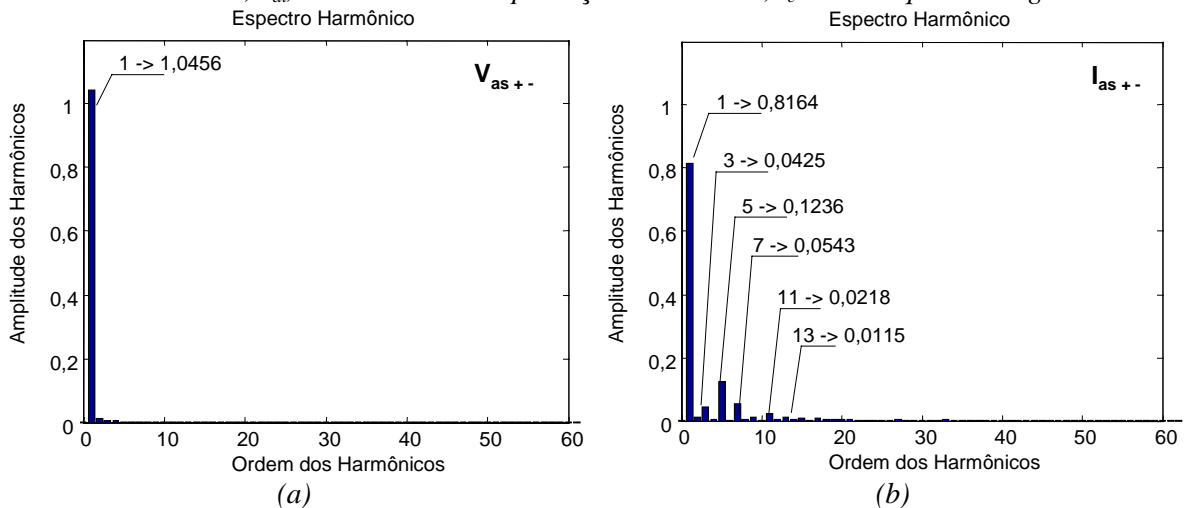 Espectro Harmônico
1 -> 1,0456
V as + -
Amplitude dos Harmônicos
1
0,8
0,6
0,4
0,2
0
0 10 20 30 40 50 60
Ordem dos Harmônicos
(a)
Espectro Harmônico
1 -> 0,8164
I as + -
3 -> 0,0425
5 -> 0,1236
7 -> 0,0543
11 -> 0,0218
13 -> 0,0115
Amplitude dos Harmônicos
1
0,8
0,6
0,4
0,2
0
0 10 20 30 40 50 60
Ordem dos Harmônicos
(b)